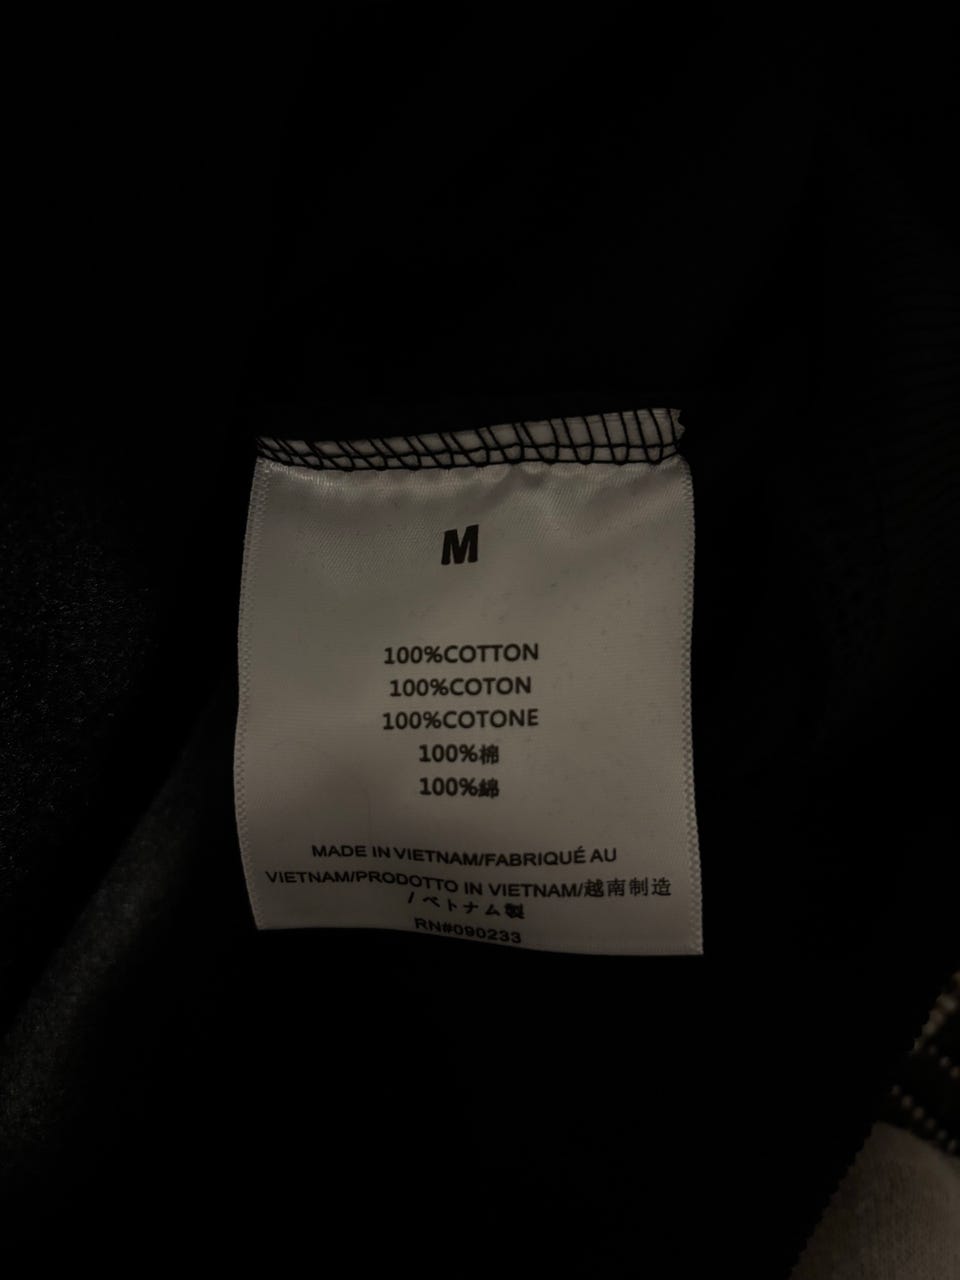 M
100%COTTON
100%COTON
100%COTONE
100%棉
100%綿
MADE IN VIETNAM/FABRIQUÉ AU
VIETNAM/PRODOTTO IN VIETNAM/越南制造
/ベトナム製
RN#090233